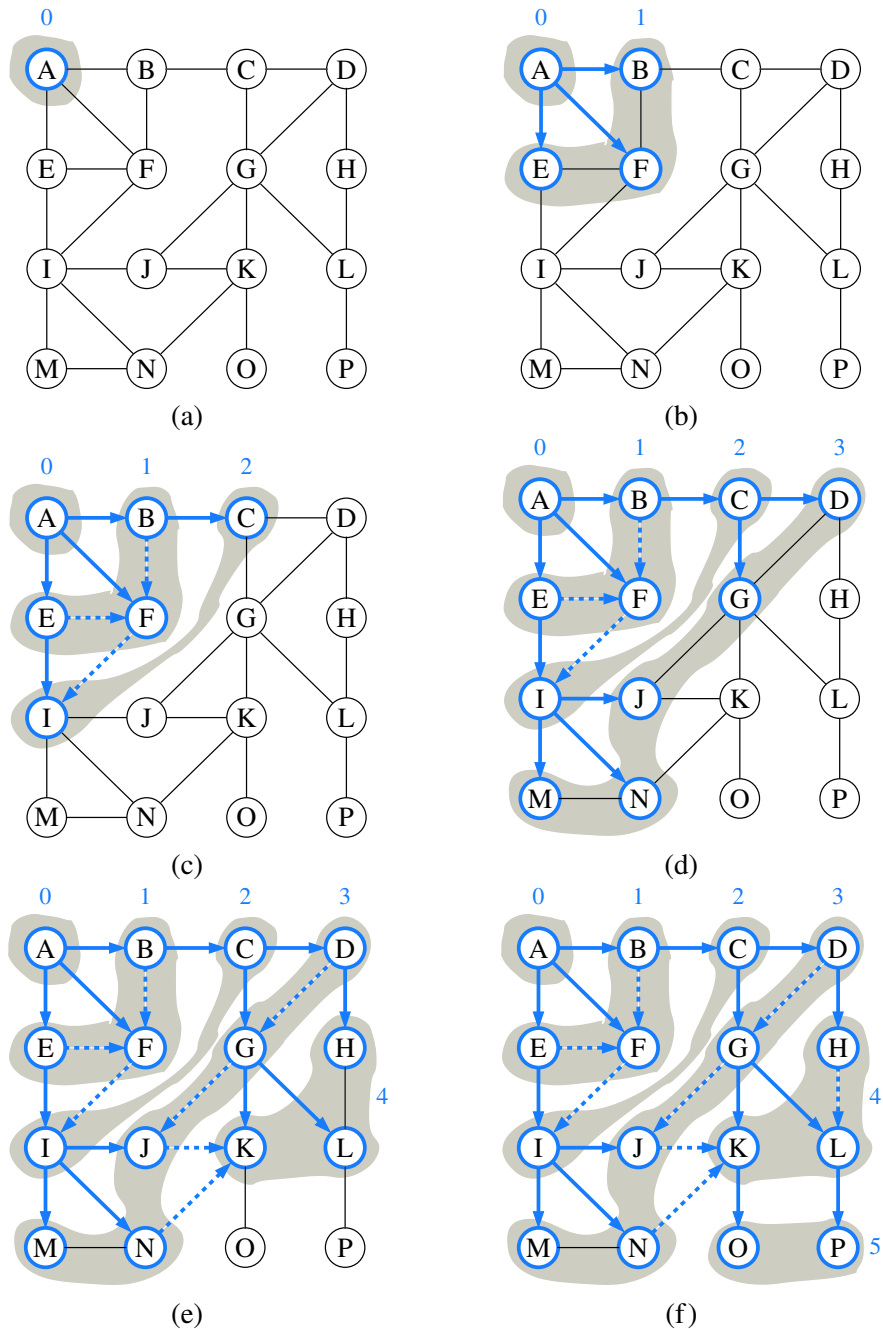 0 0 1
A B C D A B C D
E F G H E F G H
I J K L I J K L
M N O P M N O P
(a) (b)
0 1 2 0 1 2 3
A B C D A B C D
E F G H E F G H
I J K L I J K L
M N O P M N O P
(c) (d)
0 1 2 3 0 1 2 3
A B C D A B C D
E F G H E F G H
4 4
I J K L I J K L
M N O P M N O P 5
(e) (f)